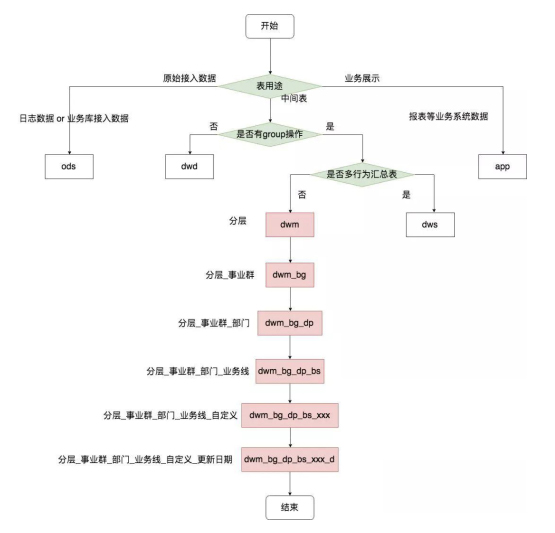 开始
原始接入数据
表用途
业务展示
中间表
日志数据 or 业务库接入数据
报表等业务系统数据
否
是否有group操作
是
ods
dwd
app
是否多行为汇总表
否
是
分层
dwm
dws
分层_事业群
dwm_bg
分层_事业群_部门
dwm_bg_dp
分层_事业群_部门_业务线
dwm_bg_dp_bs
分层_事业群_部门_业务线_自定义
dwm_bg_dp_bs_xxx
分层_事业群_部门_业务线_自定义_更新日期
dwm_bg_dp_bs_xxx_d
结束